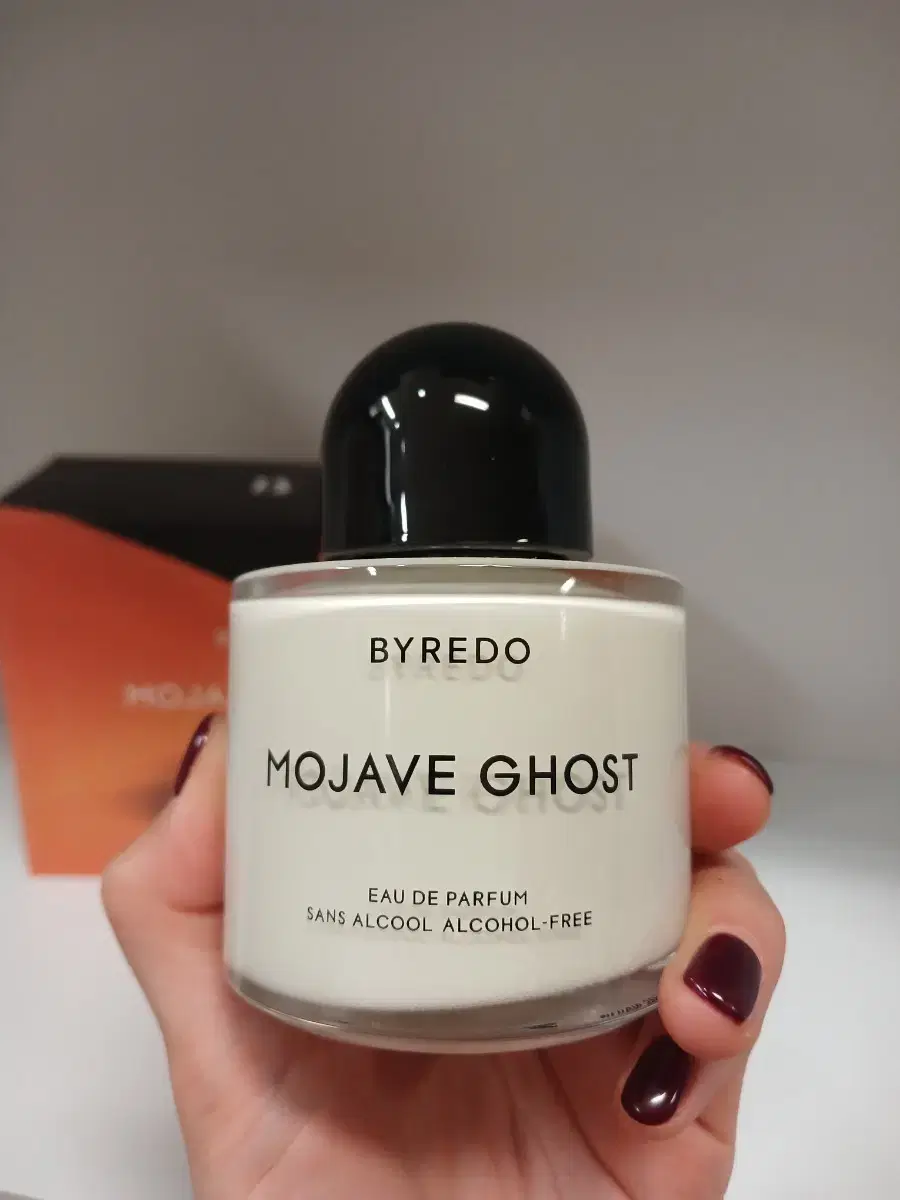 BYREDO
MOJAVE GHOST
EAU DE PARFUM
SANS ALCOOL ALCOHOL-FREE